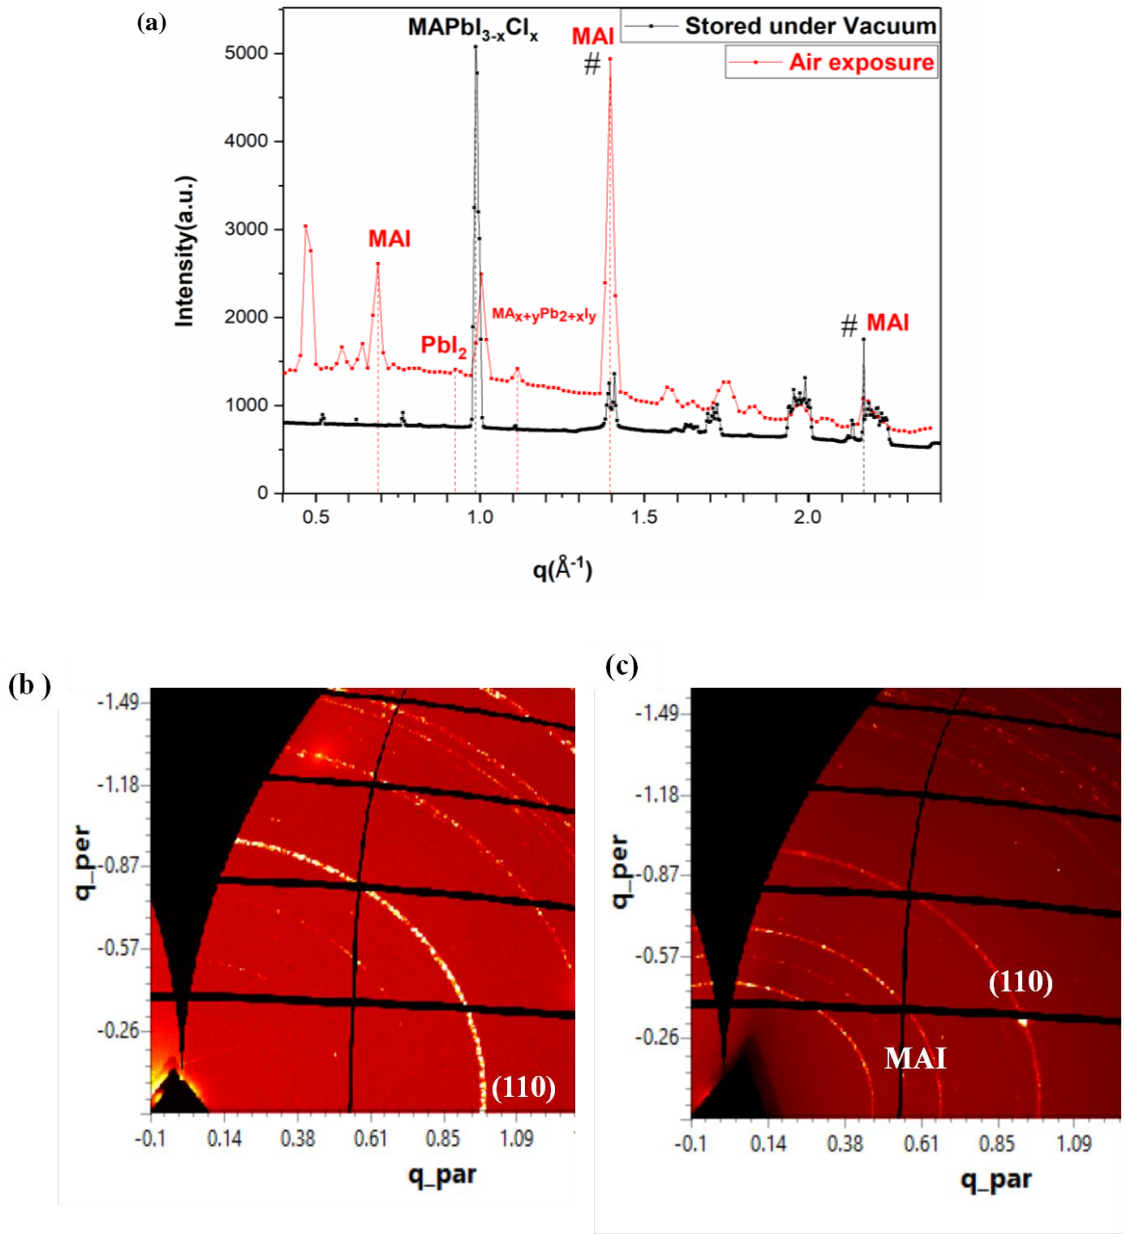 (a)
MAPbI3-xClx
MAI
#
Stored under Vacuum
Air exposure
5000
4000
3000
2000
1000
0
Intensity(a.u.)
MAI
PbI2
MAx+yPb2+xIy
# MAI
0.5 1.0 1.5 2.0
q(Å-1)
(b )
-1.49
-1.18
-0.87
-0.57
-0.26
q_per
(110)
-0.1 0.14 0.38 0.61 0.85 1.09
q_par
(c)
-1.49
-1.18
-0.87
-0.57
-0.26
q_per
(110)
MAI
-0.1 0.14 0.38 0.61 0.85 1.09
q_par